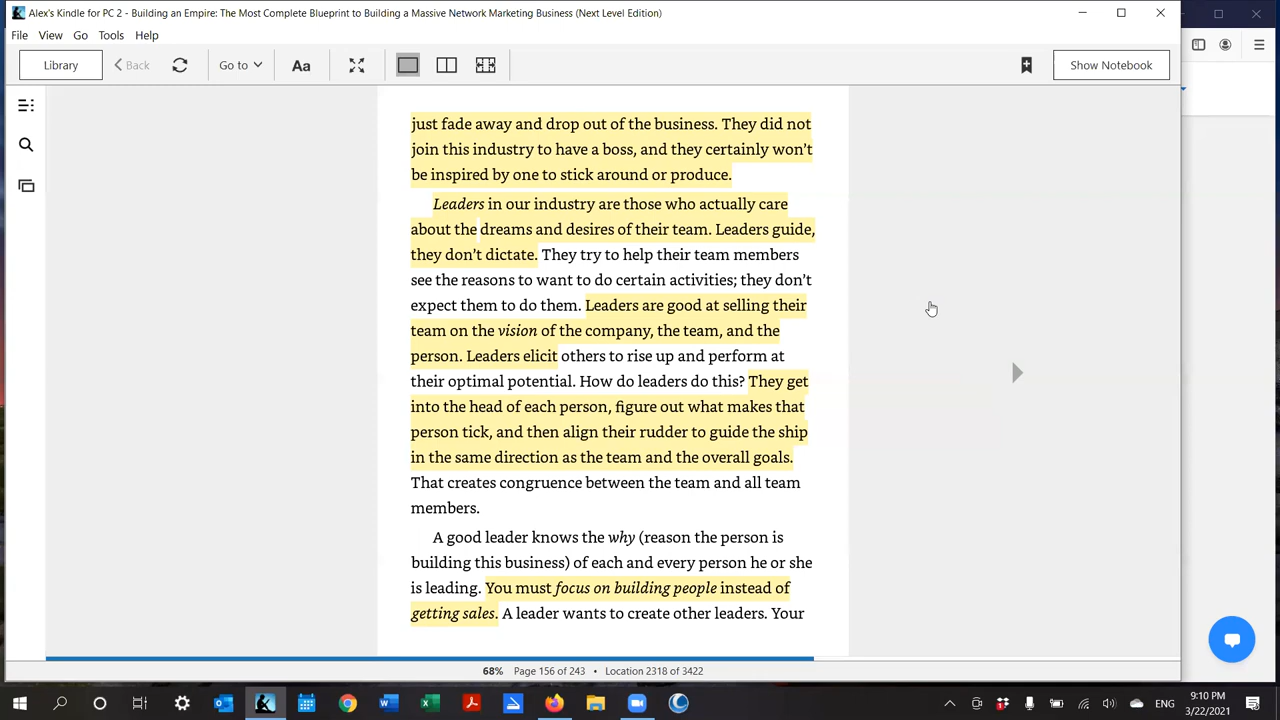 Alex's Kindle for PC 2 - Building an Empire: The Most Complete Blueprint to Building a Massive Network Marketing Business (Next Level Edition)
File View Go Tools Help
Library Back Go to Aa Show Notebook
just fade away and drop out of the business. They did not
join this industry to have a boss, and they certainly won't
be inspired by one to stick around or produce.
Leaders in our industry are those who actually care
about the dreams and desires of their team. Leaders guide,
they don't dictate. They try to help their team members
see the reasons to want to do certain activities; they don't
expect them to do them. Leaders are good at selling their
team on the vision of the company, the team, and the
person. Leaders elicit others to rise up and perform at
their optimal potential. How do leaders do this? They get
into the head of each person, figure out what makes that
person tick, and then align their rudder to guide the ship
in the same direction as the team and the overall goals.
That creates congruence between the team and all team
members.
A good leader knows the why (reason the person is
building this business) of each and every person he or she
is leading. You must focus on building people instead of
getting sales. A leader wants to create other leaders. Your
68% Page 156 of 243 • Location 2318 of 3422
ENG
9:10 PM
3/22/2021